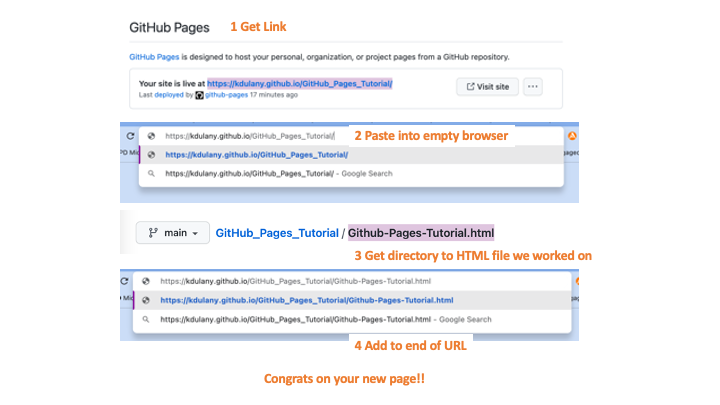 GitHub Pages
1 Get Link
GitHub Pages is designed to host your personal, organization, or project pages from a GitHub repository.
Your site is live at https://kdulany.github.io/GitHub_Pages_Tutorial/
Last deployed by github-pages 17 minutes ago
Visit site
https://kdulany.github.io/GitHub_Pages_Tutorial/
2 Paste into empty browser
PD Mic
gaged
https://kdulany.github.io/GitHub_Pages_Tutorial/
https://kdulany.github.io/GitHub_Pages_Tutorial/ - Google Search
main
GitHub_Pages_Tutorial / Github-Pages-Tutorial.html
3 Get directory to HTML file we worked on
https://kdulany.github.io/GitHub_Pages_Tutorial/Github-Pages-Tutorial.html
https://kdulany.github.io/GitHub_Pages_Tutorial/Github-Pages-Tutorial.html
https://kdulany.github.io/GitHub_Pages_Tutorial/Github-Pages-Tutorial.html - Google Search
4 Add to end of URL
Congrats on your new page!!